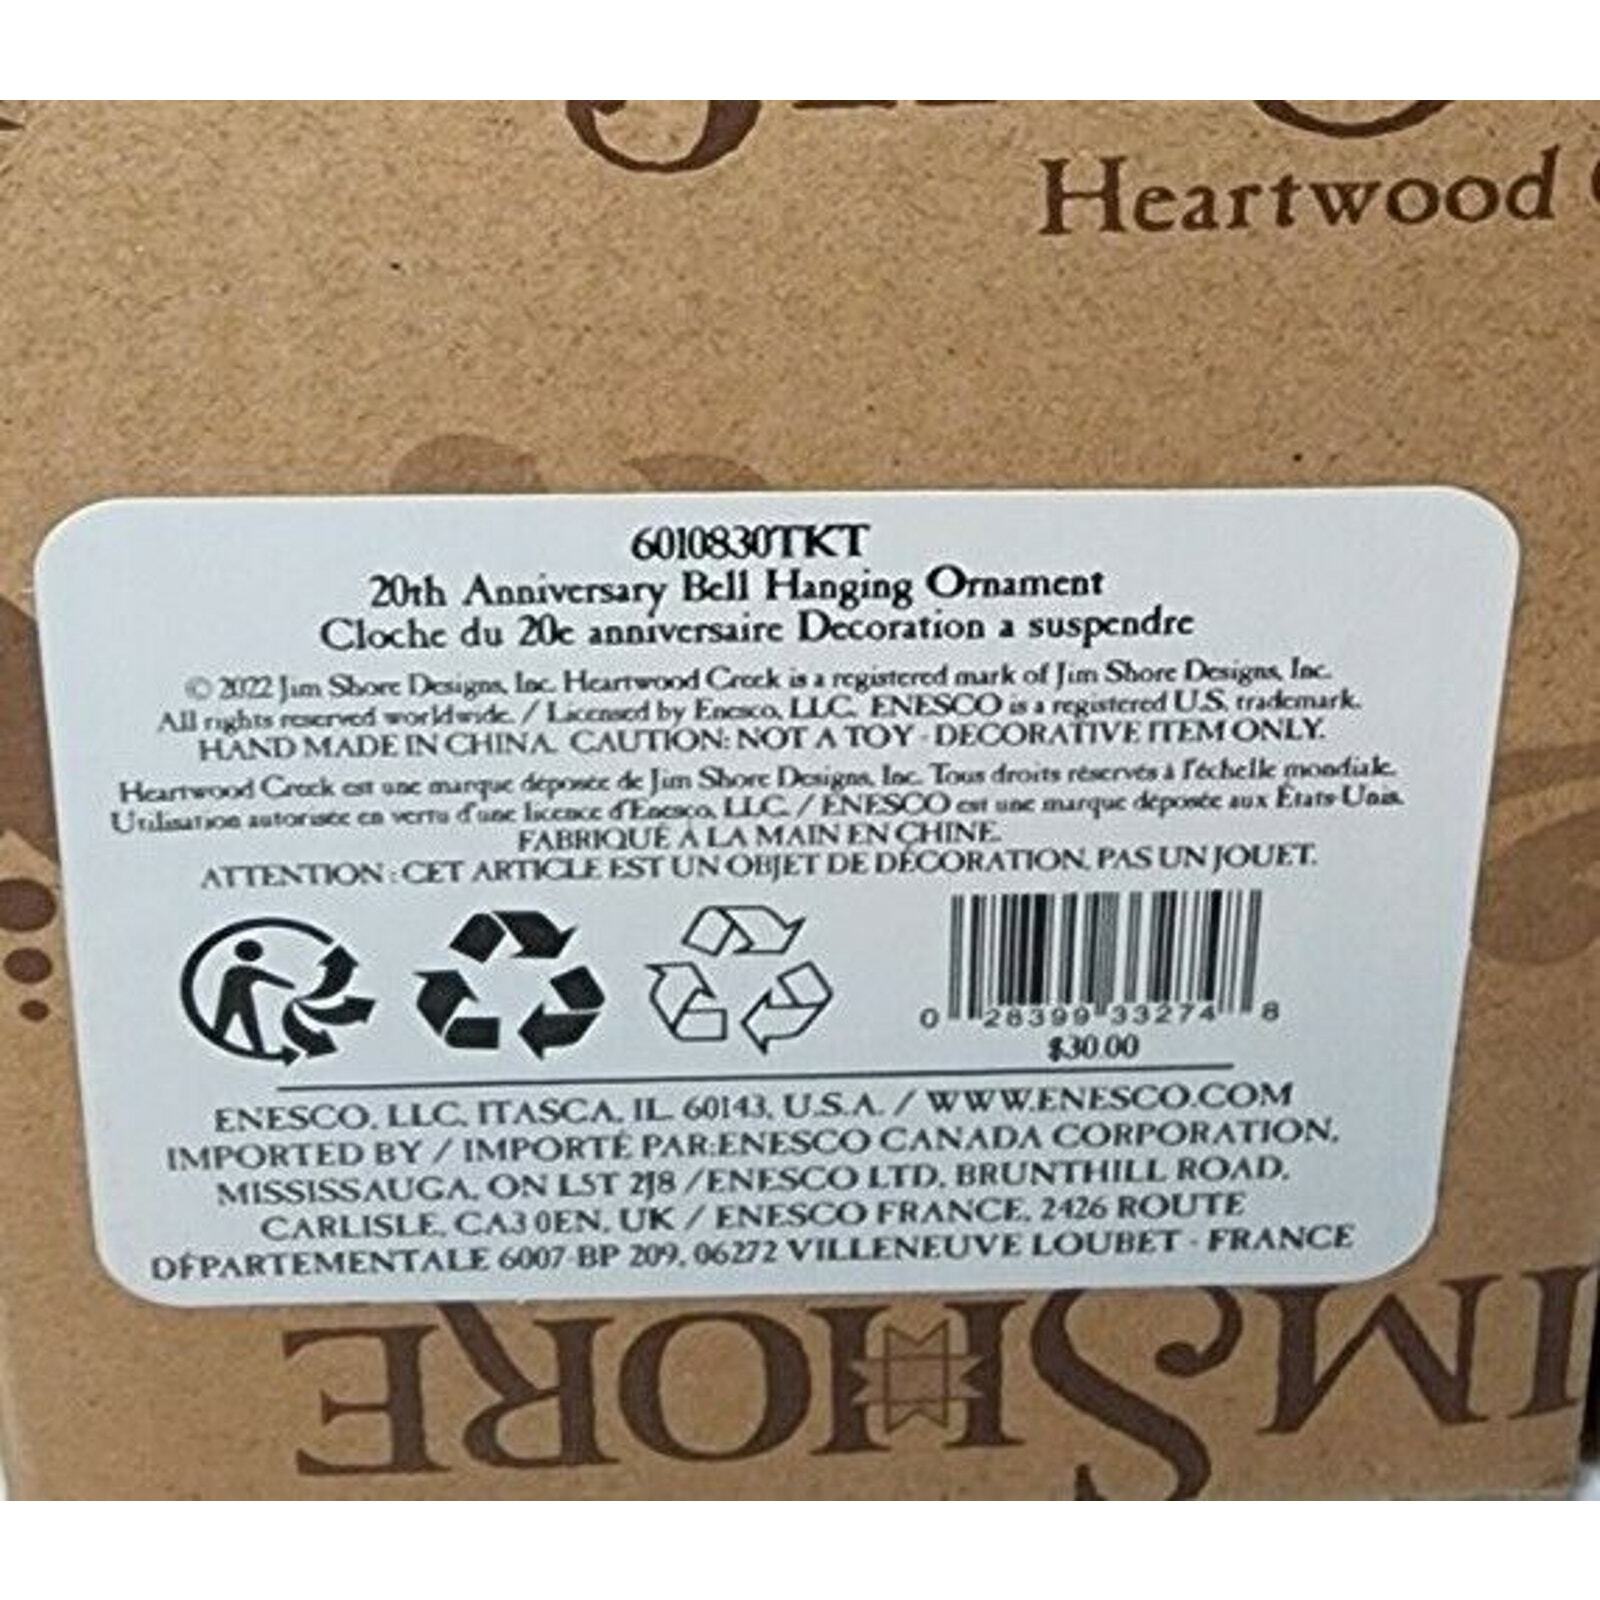 Heartwood
6010830TKT
20th Anniversary Bell Hanging Ornament
Cloche du 20e anniversaire Decoration a suspendre
© 2022 Jim Shore Designs, Inc. Heartwood Creek is a registered mark of Jim Shore Designs, Inc.
All rights reserved worldwide. / Licensed by Enesco, LLC. ENESCO is a registered U.S. trademark.
HAND MADE IN CHINA. CAUTION: NOT A TOY - DECORATIVE ITEM ONLY.
Heartwood Creek est une marque déposée de Jim Shore Designs, Inc. Tous droits réservés à l'échelle mondiale.
Utilisation autorisée en vertu d'une licence d'Enesco, LLC. / ENESCO est une marque déposée aux États-Unis.
FABRIQUÉ À LA MAIN EN CHINE.
ATTENTION : CET ARTICLE EST UN OBJET DE DÉCORATION, PAS UN JOUET.
0 28399 33274 8
$30.00
ENESCO, LLC, ITASCA, IL 60143, U.S.A. / WWW.ENESCO.COM
IMPORTED BY / IMPORTÉ PAR:ENESCO CANADA CORPORATION,
MISSISSAUGA, ON L5T 2J8 /ENESCO LTD, BRUNTHILL ROAD,
CARLISLE, CA3 0EN, UK / ENESCO FRANCE, 2426 ROUTE
DÉPARTEMENTALE 6007-BP 209, 06272 VILLENEUVE LOUBET - FRANCE
IM SHORE